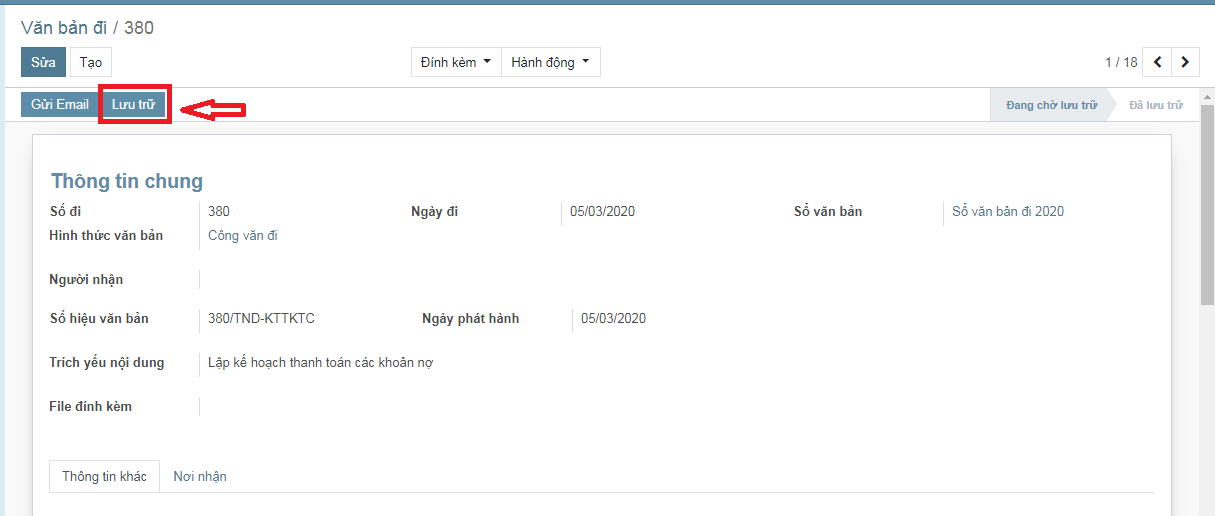 Văn bản đi / 380
Sửa Tạo Đính kèm Hành động 1 / 18
Gửi Email Lưu trữ Đang chờ lưu trữ Đã lưu trữ
Thông tin chung
Số đi 380 Ngày đi 05/03/2020 Sổ văn bản Sổ văn bản đi 2020
Hình thức văn bản Công văn đi
Người nhận
Số hiệu văn bản 380/TND-KTTKTC Ngày phát hành 05/03/2020
Trích yếu nội dung Lập kế hoạch thanh toán các khoản nợ
File đính kèm
Thông tin khác Nơi nhận